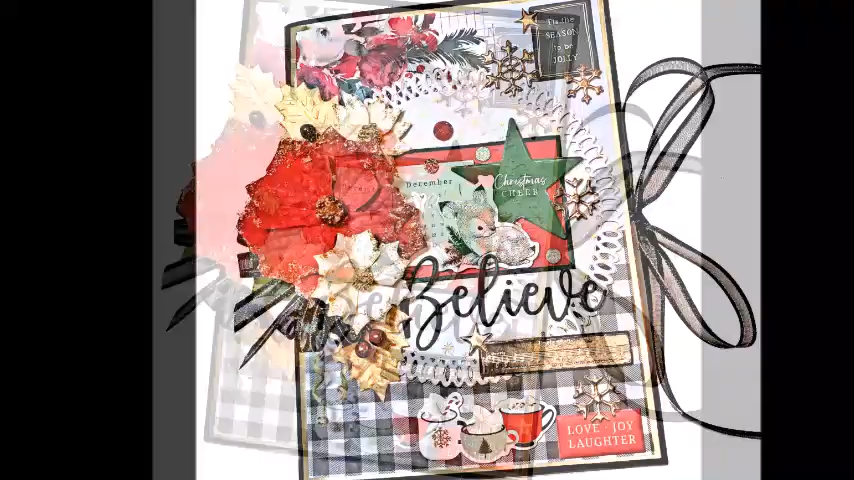 Tis the
SEASON
to be
JOLLY
December
Christmas
CHEER
Believe
LOVE · JOY
LAUGHTER